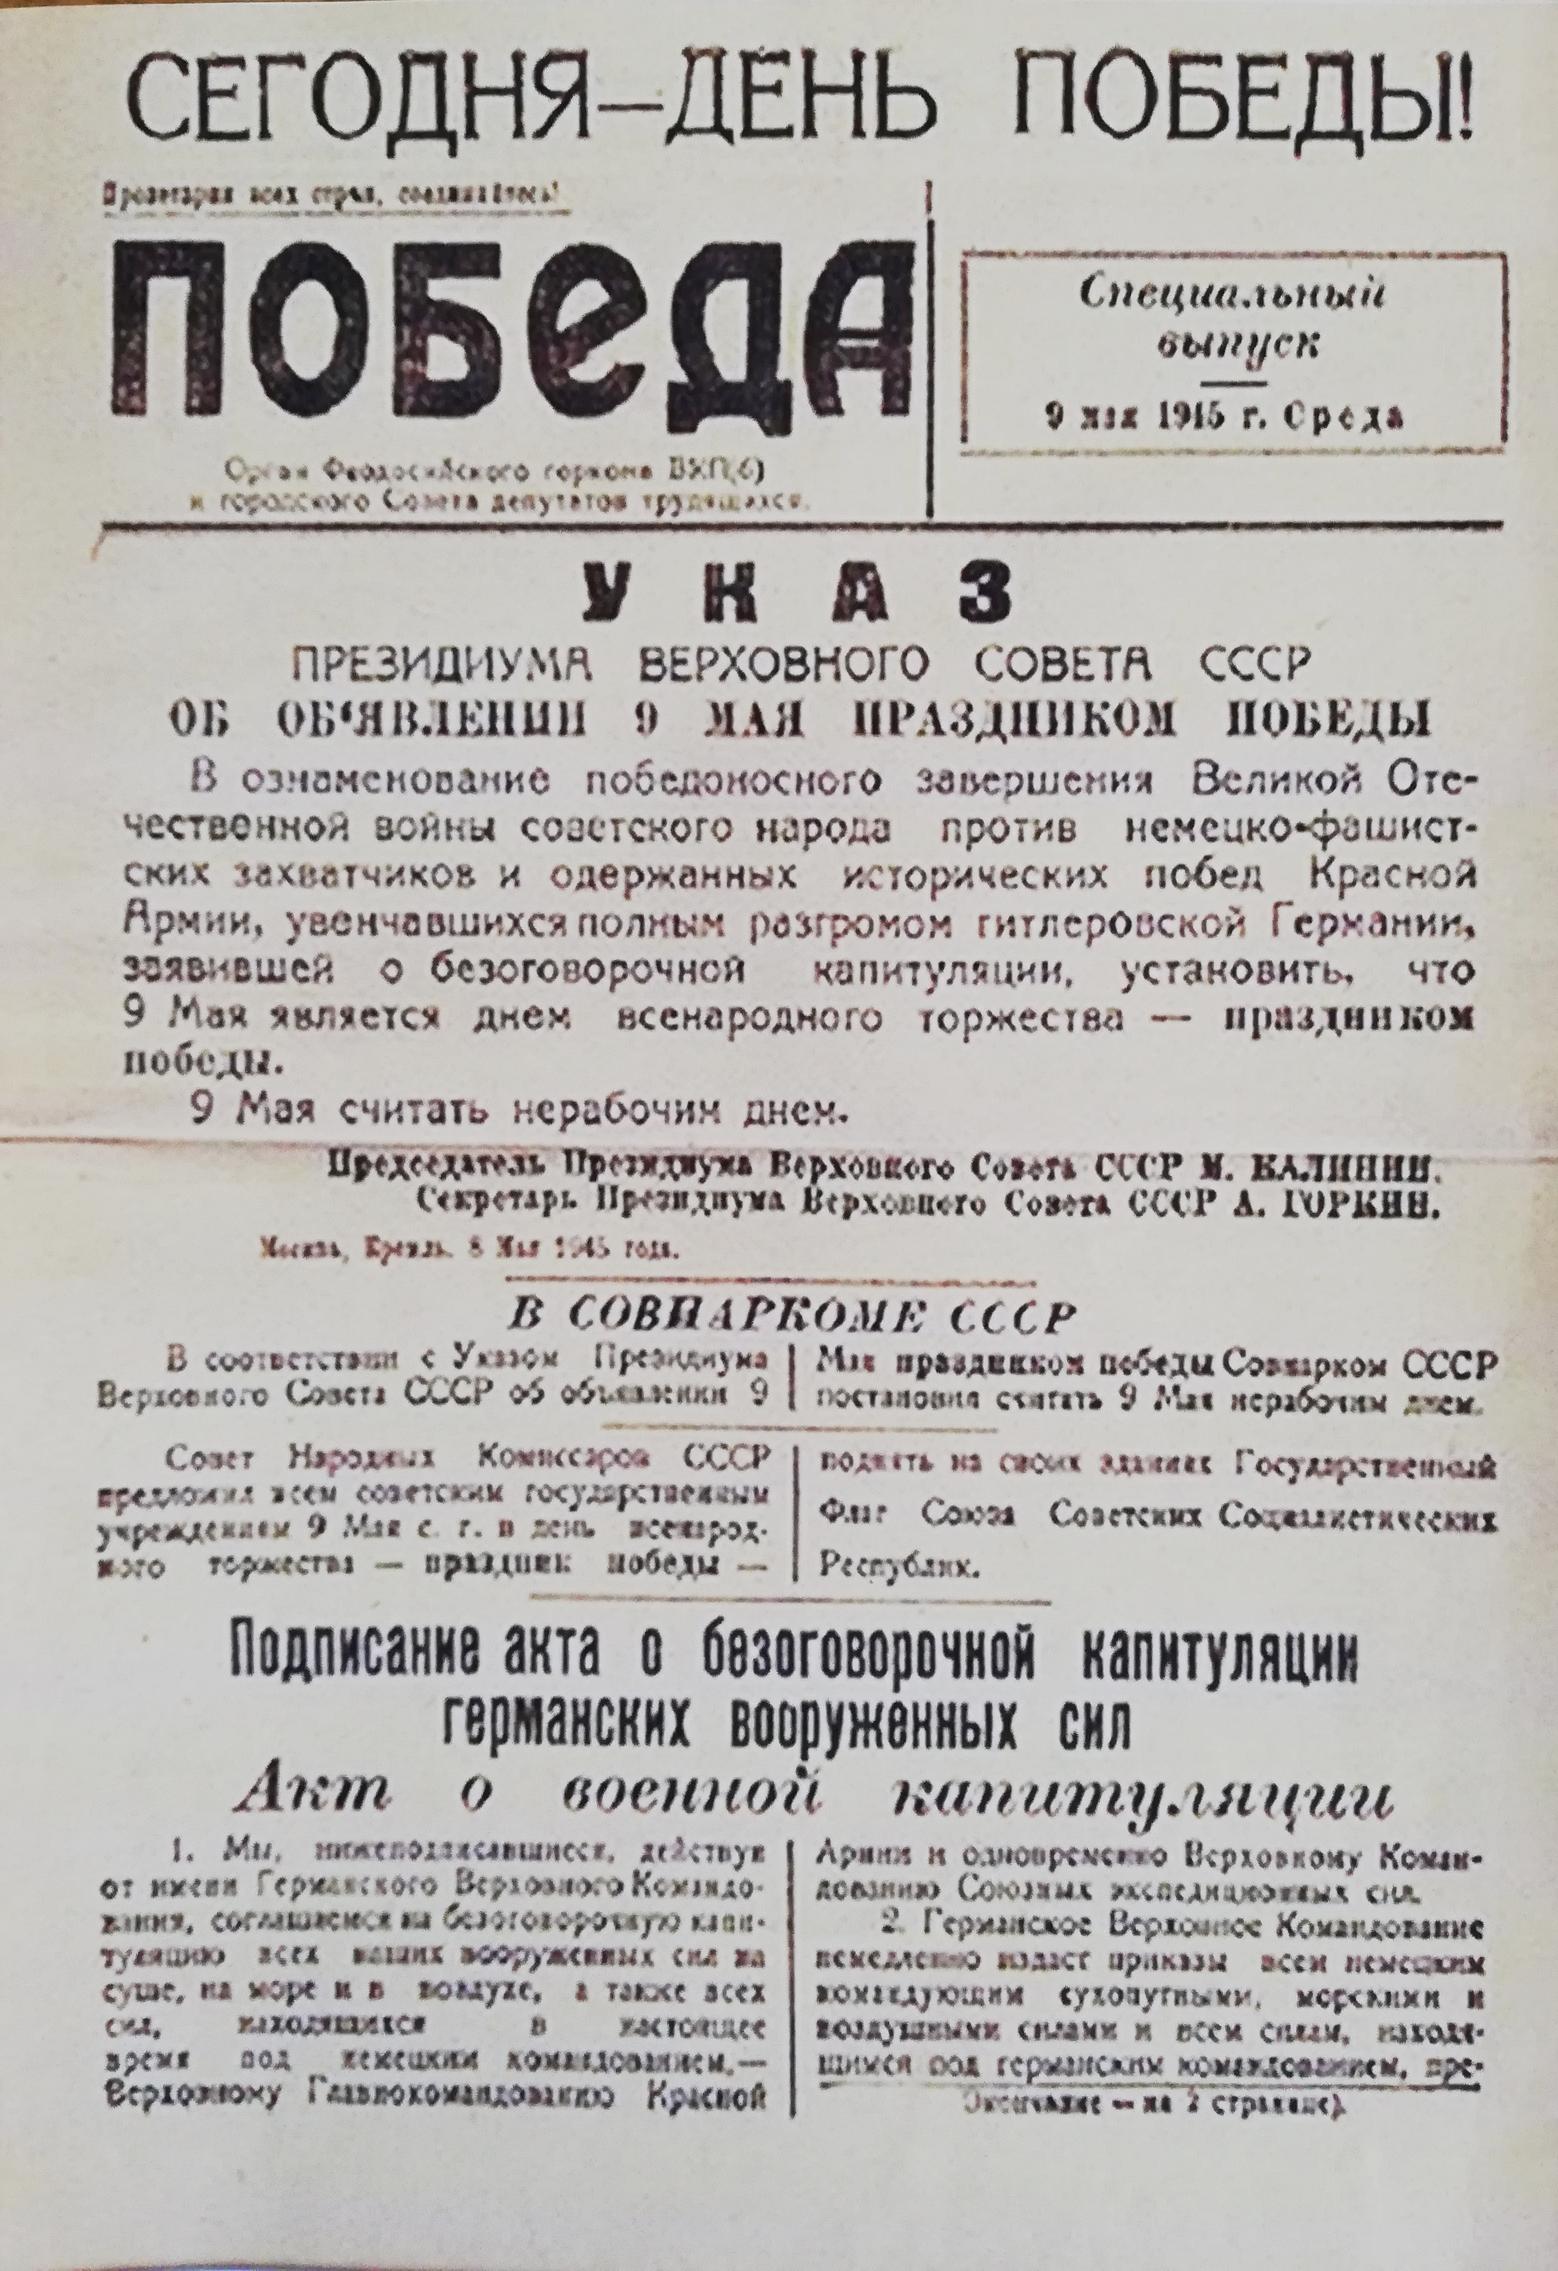 СЕГОДНЯ—ДЕНЬ ПОБЕДЫ!
Пролетарии всех стран, соединяйтесь!
ПОБЕДА
Орган Феодосийского горкома ВКП(б)
и городского Совета депутатов трудящихся.
Специальный
выпуск
9 мая 1945 г. Среда
УКАЗ
ПРЕЗИДИУМА ВЕРХОВНОГО СОВЕТА СССР
ОБ ОБ‘ЯВЛЕНИИ 9 МАЯ ПРАЗДНИКОМ ПОБЕДЫ
В ознаменование победоносного завершения Великой Оте-
чественной войны советского народа против немецко-фашист-
ских захватчиков и одержанных исторических побед Красной
Армии, увенчавшихся полным разгромом гитлеровской Германии,
заявившей о безоговорочной капитуляции, установить, что
9 Мая является днем всенародного торжества — праздником
победы.
9 Мая считать нерабочим днем.
Председатель Президиума Верховного Совета СССР М. КАЛИНИН.
Секретарь Президиума Верховного Совета СССР А. ГОРКИН.
Москва, Кремль. 8 Мая 1945 года.
В СОВНАРКОМЕ СССР
В соответствии с Указом Президиума
Верховного Совета СССР об объявлении 9
Мая праздником победы Совнарком СССР
постановил считать 9 Мая нерабочим днем.
Совет Народных Комиссаров СССР
предложил всем советским государственным
учреждениям 9 Мая с. г. в день всенарод-
ного торжества — праздник победы —
поднять на своих зданиях Государственный
Флаг Союза Советских Социалистических
Республик.
Подписание акта о безоговорочной капитуляции
германских вооруженных сил
Акт о военной капитуляции
1. Мы, нижеподписавшиеся, действуя
от имени Германского Верховного Командо-
вания, соглашаемся на безоговорочную капи-
туляцию всех наших вооруженных сил на
суше, на море и в воздухе, а также всех
сил, находящихся в настоящее
время под немецким командованием,—
Верховному Главнокомандованию Красной
Армии и одновременно Верховному Коман-
дованию Союзных экспедиционных сил.
2. Германское Верховное Командование
немедленно издаст приказы всем немецким
командующим сухопутными, морскими и
воздушными силами и всем силам, находя-
щимся под германским командованием, пре-
Окончание — на 2 странице).